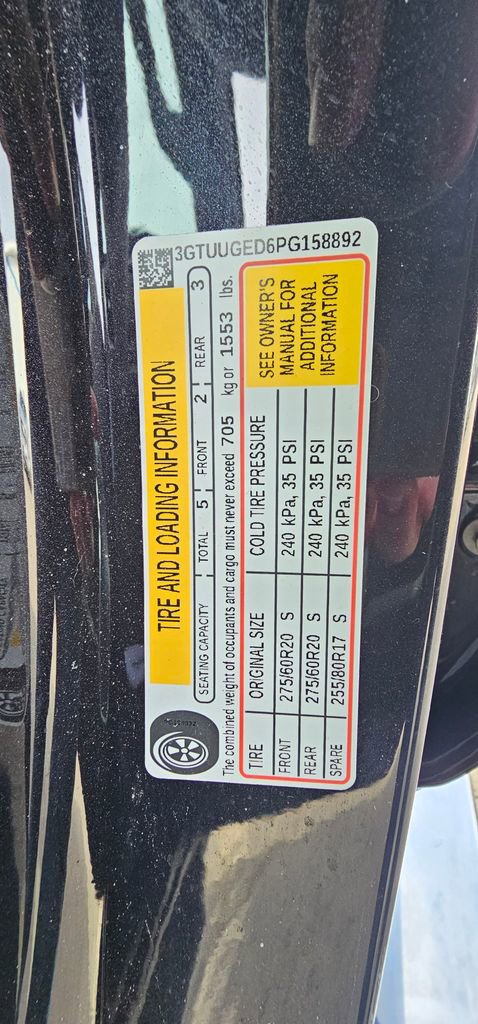 3GTUUGED6PG158892
TIRE AND LOADING INFORMATION
SEATING CAPACITY TOTAL 5 FRONT 2 REAR 3
The combined weight of occupants and cargo must never exceed 705 kg or 1553 lbs.
TIRE ORIGINAL SIZE COLD TIRE PRESSURE
FRONT 275/60R20 S 240 kPa, 35 PSI
REAR 275/60R20 S 240 kPa, 35 PSI
SPARE 255/80R17 S 240 kPa, 35 PSI
SEE OWNER'S
MANUAL FOR
ADDITIONAL
INFORMATION